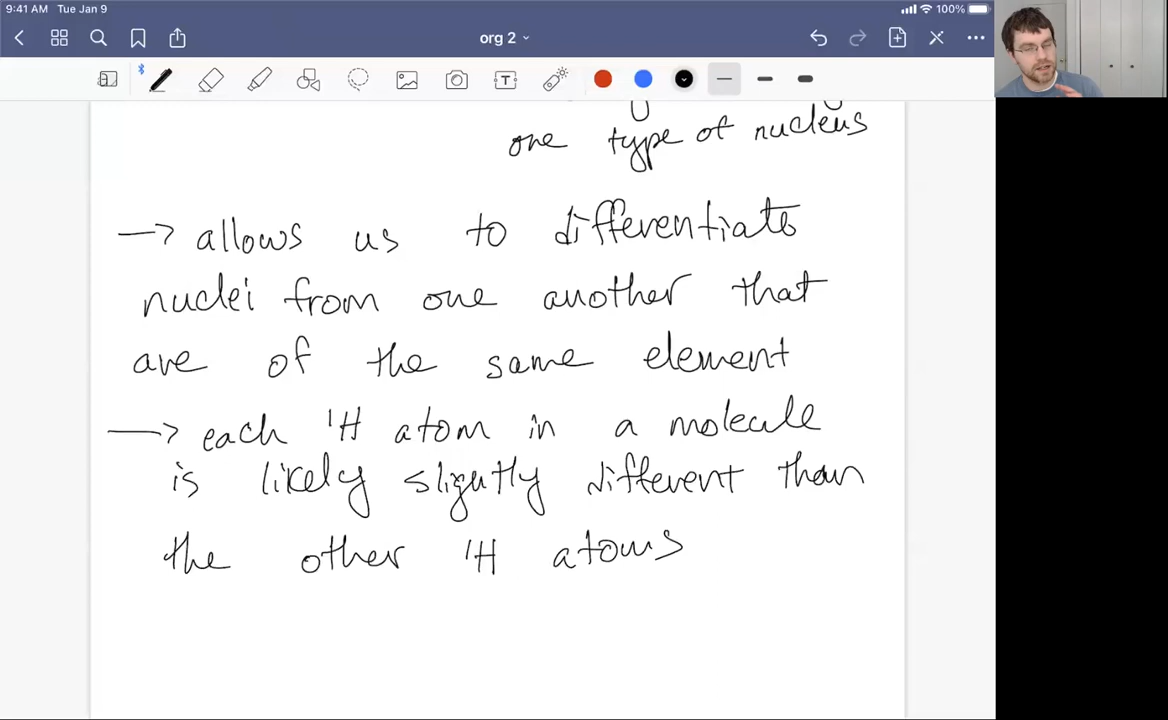 9:41 AM Tue Jan 9
100%
org 2
T
one type of nucleus
→ allows us to differentiate
nuclei from one another that
are of the same element
→ each ¹H atom in a molecule
is likely slightly different than
the other ¹H atoms